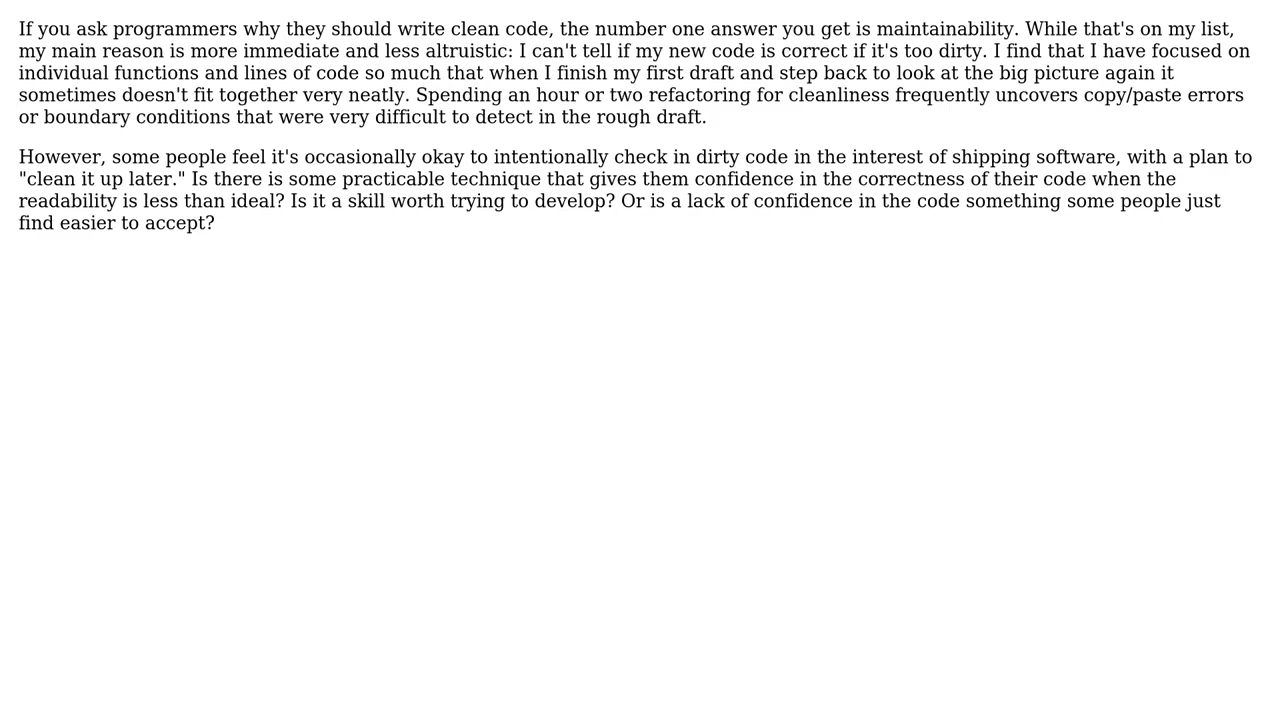 If you ask programmers why they should write clean code, the number one answer you get is maintainability. While that's on my list,
my main reason is more immediate and less altruistic: I can't tell if my new code is correct if it's too dirty. I find that I have focused on
individual functions and lines of code so much that when I finish my first draft and step back to look at the big picture again it
sometimes doesn't fit together very neatly. Spending an hour or two refactoring for cleanliness frequently uncovers copy/paste errors
or boundary conditions that were very difficult to detect in the rough draft.
However, some people feel it's occasionally okay to intentionally check in dirty code in the interest of shipping software, with a plan to
"clean it up later." Is there is some practicable technique that gives them confidence in the correctness of their code when the
readability is less than ideal? Is it a skill worth trying to develop? Or is a lack of confidence in the code something some people just
find easier to accept?